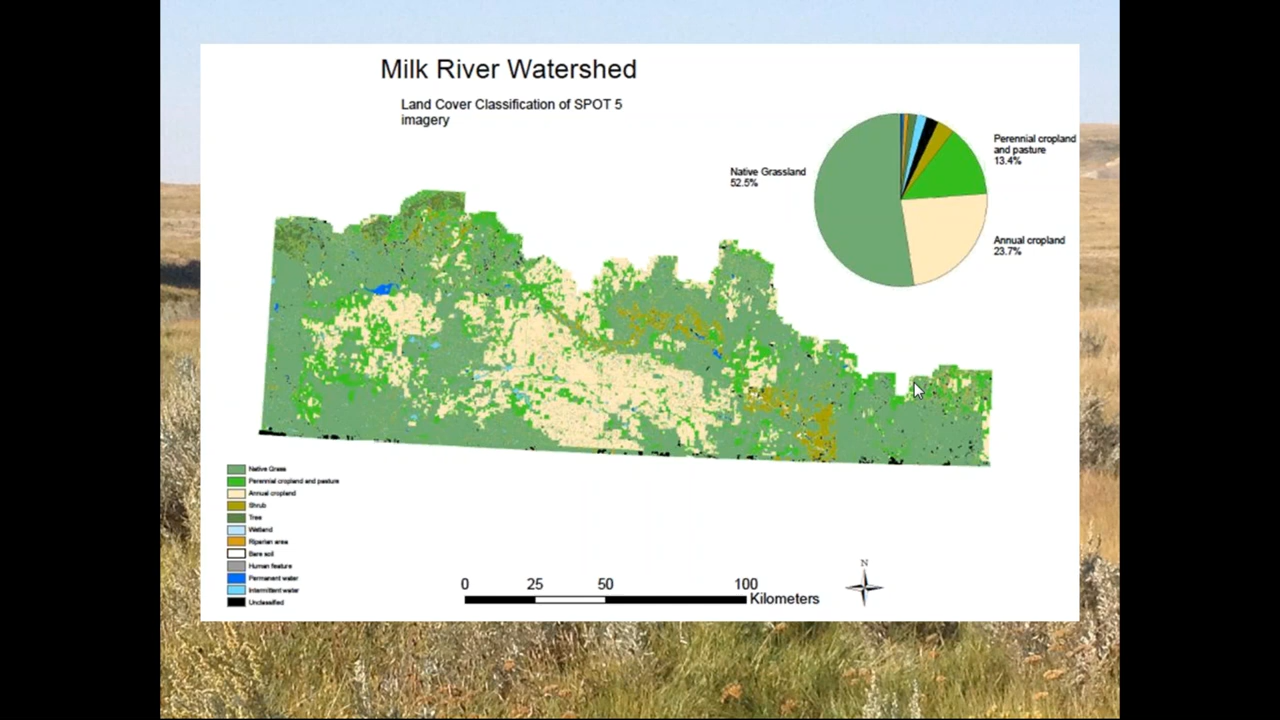 Milk River Watershed
Land Cover Classification of SPOT 5
imagery
Native Grassland
52.5%
Perennial cropland
and pasture
13.4%
Annual cropland
23.7%
Native Grass
Perennial cropland and pasture
Annual cropland
Shrub
Tree
Wetland
Riparian area
Bare soil
Human feature
Permanent water
Intermittent water
Unclassified
0 25 50 100
Kilometers
N